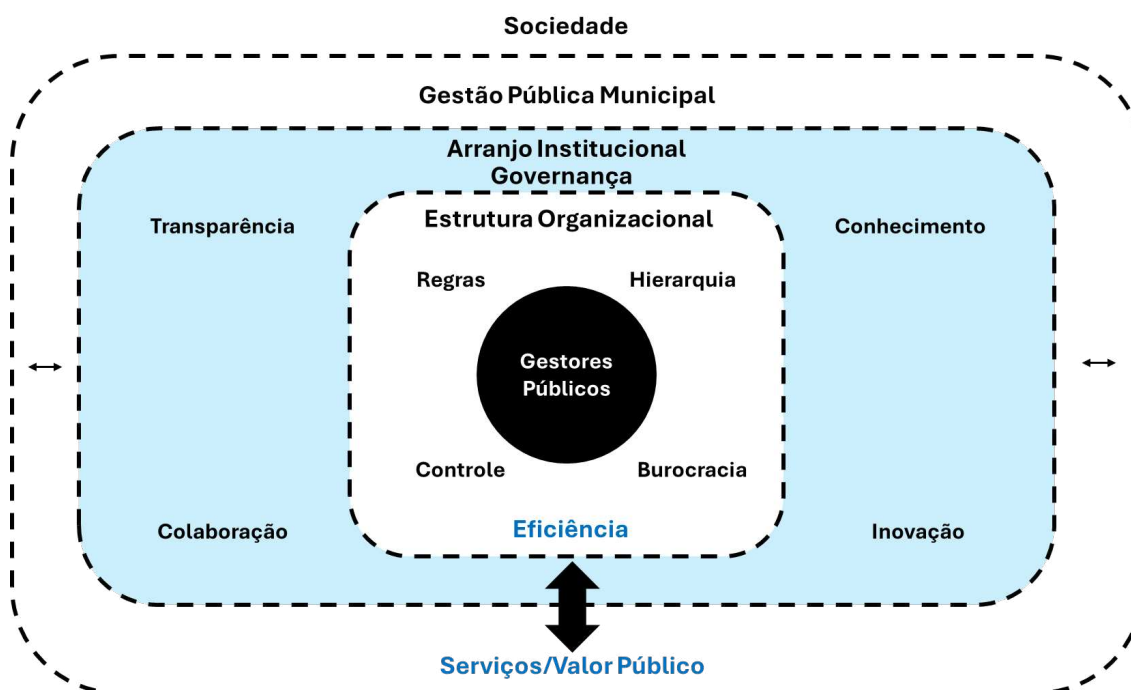 Sociedade
Gestão Pública Municipal
Arranjo Institucional
Governança
Estrutura Organizacional
Transparência
Conhecimento
Regras
Hierarquia
Gestores
Públicos
Controle
Burocracia
Eficiência
Colaboração
Inovação
Serviços/Valor Público